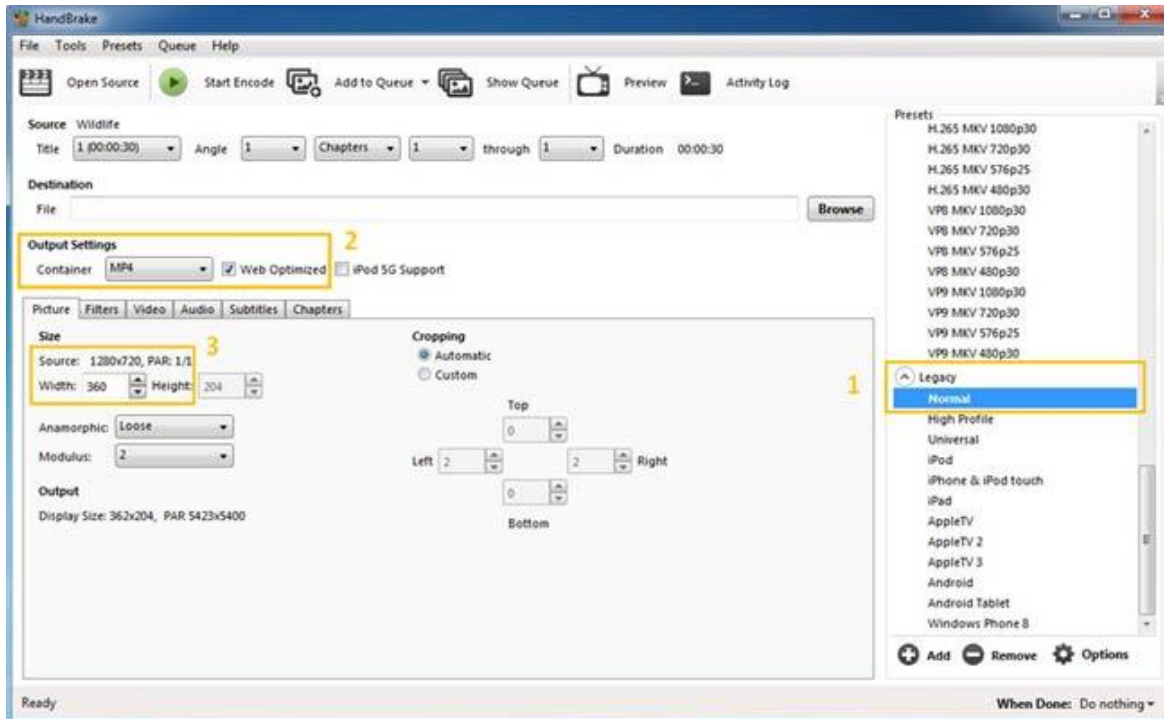 HandBrake
File Tools Presets Queue Help
Open Source Start Encode Add to Queue Show Queue Preview Activity Log
Source Wildlife
Title 1 (00:00:30) Angle 1 Chapters 1 through 1 Duration 00:00:30
Destination
File Browse
Output Settings 2
Container MP4 Web Optimized iPod 5G Support
Picture Filters Video Audio Subtitles Chapters
Size
Source: 1280x720, PAR: 1/1 3
Width: 360 Height: 204
Anamorphic: Loose
Modulus: 2
Output
Display Size: 362x204, PAR 5423x5400
Cropping
Automatic
Custom
Top
0
Left 2 2 Right
0
Bottom
Presets
H.265 MKV 1080p30
H.265 MKV 720p30
H.265 MKV 576p25
H.265 MKV 480p30
VP8 MKV 1080p30
VP8 MKV 720p30
VP8 MKV 576p25
VP8 MKV 480p30
VP9 MKV 1080p30
VP9 MKV 720p30
VP9 MKV 576p25
VP9 MKV 480p30
1 Legacy
Normal
High Profile
Universal
iPod
iPhone & iPod touch
iPad
AppleTV
AppleTV 2
AppleTV 3
Android
Android Tablet
Windows Phone 8
Add Remove Options
Ready When Done: Do nothing